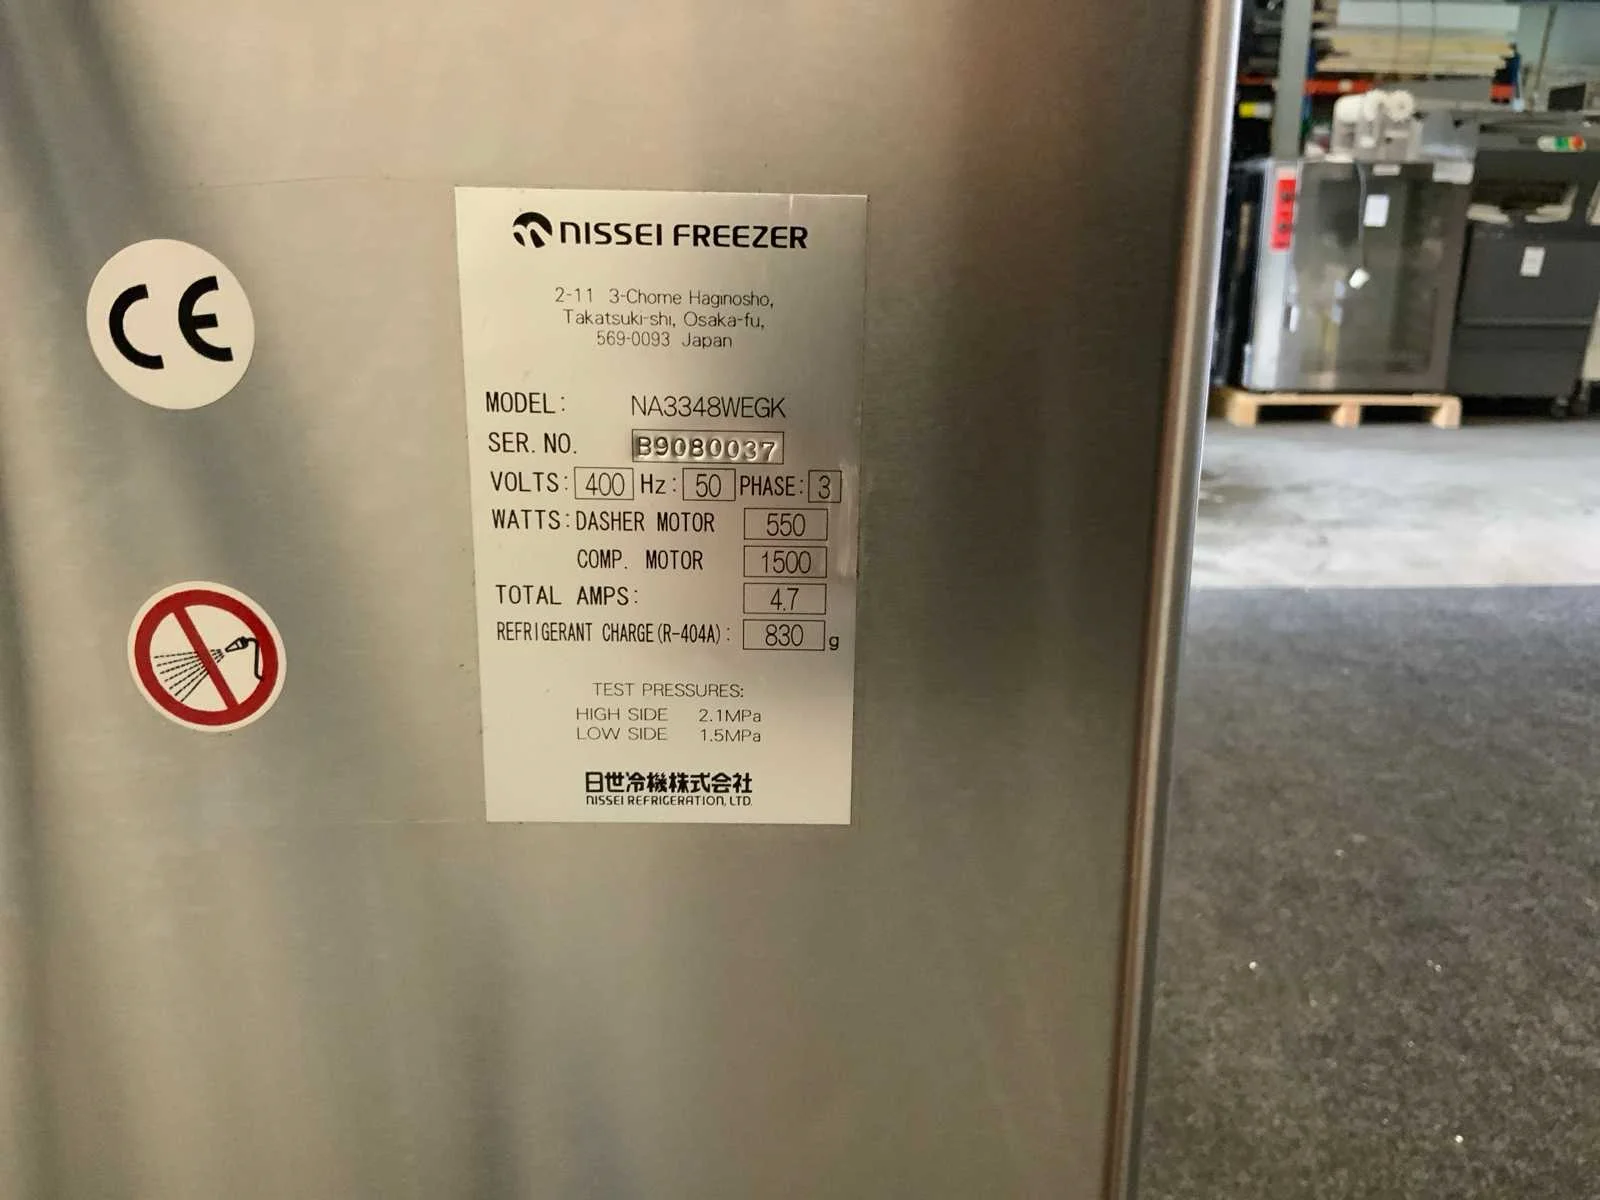 CE
NISSEI FREEZER
2-11 3-Chome Haginosho,
Takatsuki-shi, Osaka-fu,
569-0093 Japan
MODEL: NA3348WEGK
SER. NO. B9080037
VOLTS: 400 Hz: 50 PHASE: 3
WATTS: DASHER MOTOR 550
COMP. MOTOR 1500
TOTAL AMPS: 4.7
REFRIGERANT CHARGE(R-404A): 830 g
TEST PRESSURES:
HIGH SIDE 2.1MPa
LOW SIDE 1.5MPa
日世冷機株式会社
NISSEI REFRIGERATION, LTD.